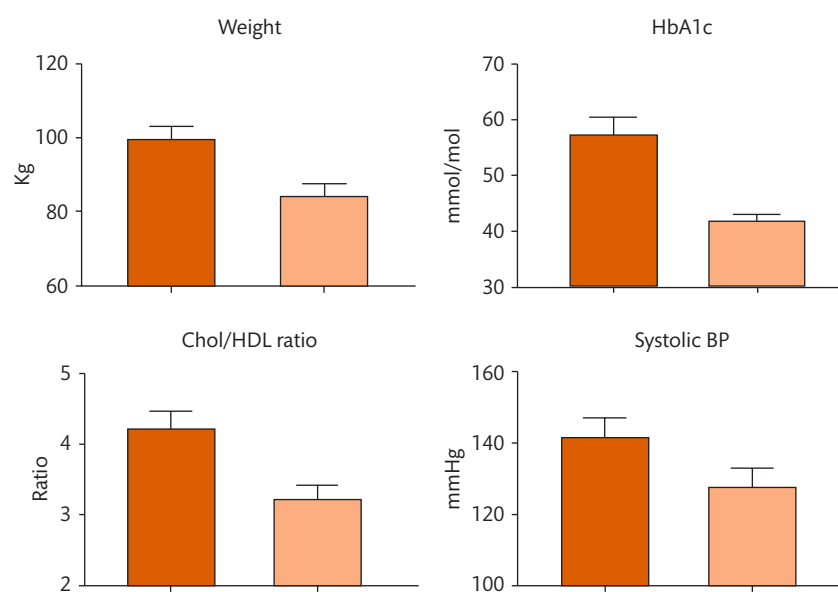 Weight
120
100
80
60
Kg
HbA1c
70
60
50
40
30
mmol/mol
Chol/HDL ratio
5
4
3
2
Ratio
Systolic BP
160
140
120
100
mmHg